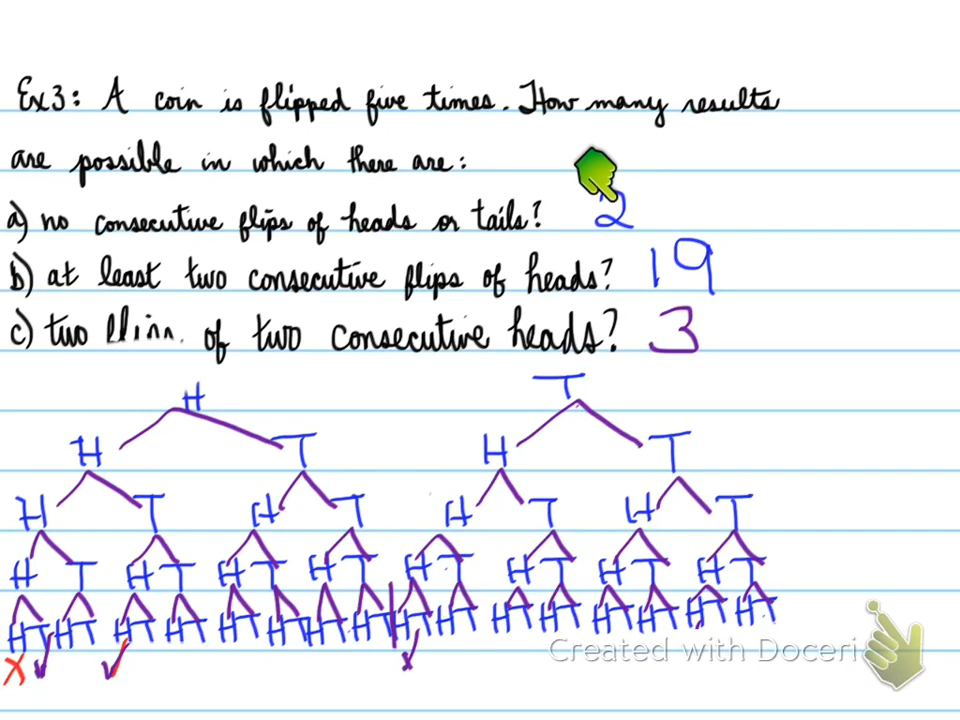 Ex3: A coin is flipped five times. How many results
are possible in which there are:
a) no consecutive flips of heads or tails? 2
b) at least two consecutive flips of heads? 19
c) two of two consecutive heads? 3
H T
H T H T
H T H T H T H T
H T H T H T H T H T H T H T H T
H T H T H T H T H T H T H T H T H T H T H T H T H T H T H T H T
Created with Doceri